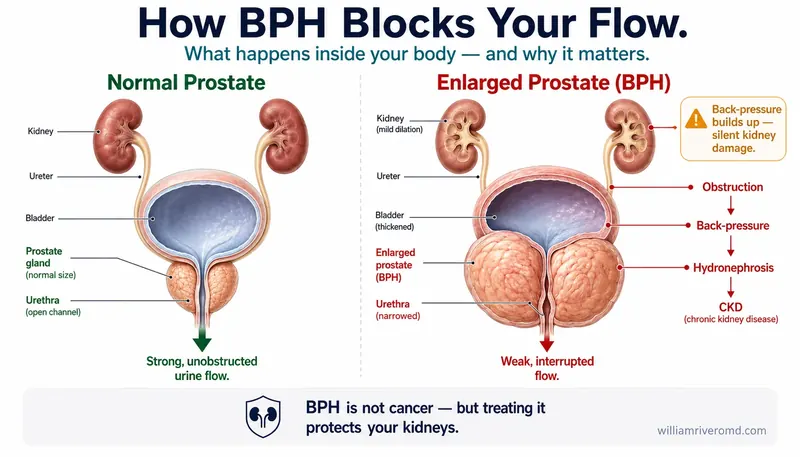 How BPH Blocks Your Flow.
What happens inside your body — and why it matters.
Normal Prostate
Kidney
Ureter
Bladder
Prostate
gland
(normal size)
Urethra
(open channel)
Strong, unobstructed
urine flow.
Enlarged Prostate (BPH)
Kidney
(mild dilation)
Ureter
Bladder
(thickened)
Enlarged
prostate
(BPH)
Urethra
(narrowed)
Weak, interrupted
flow.
Back-pressure
builds up —
silent kidney
damage.
Obstruction
Back-pressure
Hydronephrosis
CKD
(chronic kidney disease)
BPH is not cancer — but treating it
protects your kidneys.
williamriveromd.com